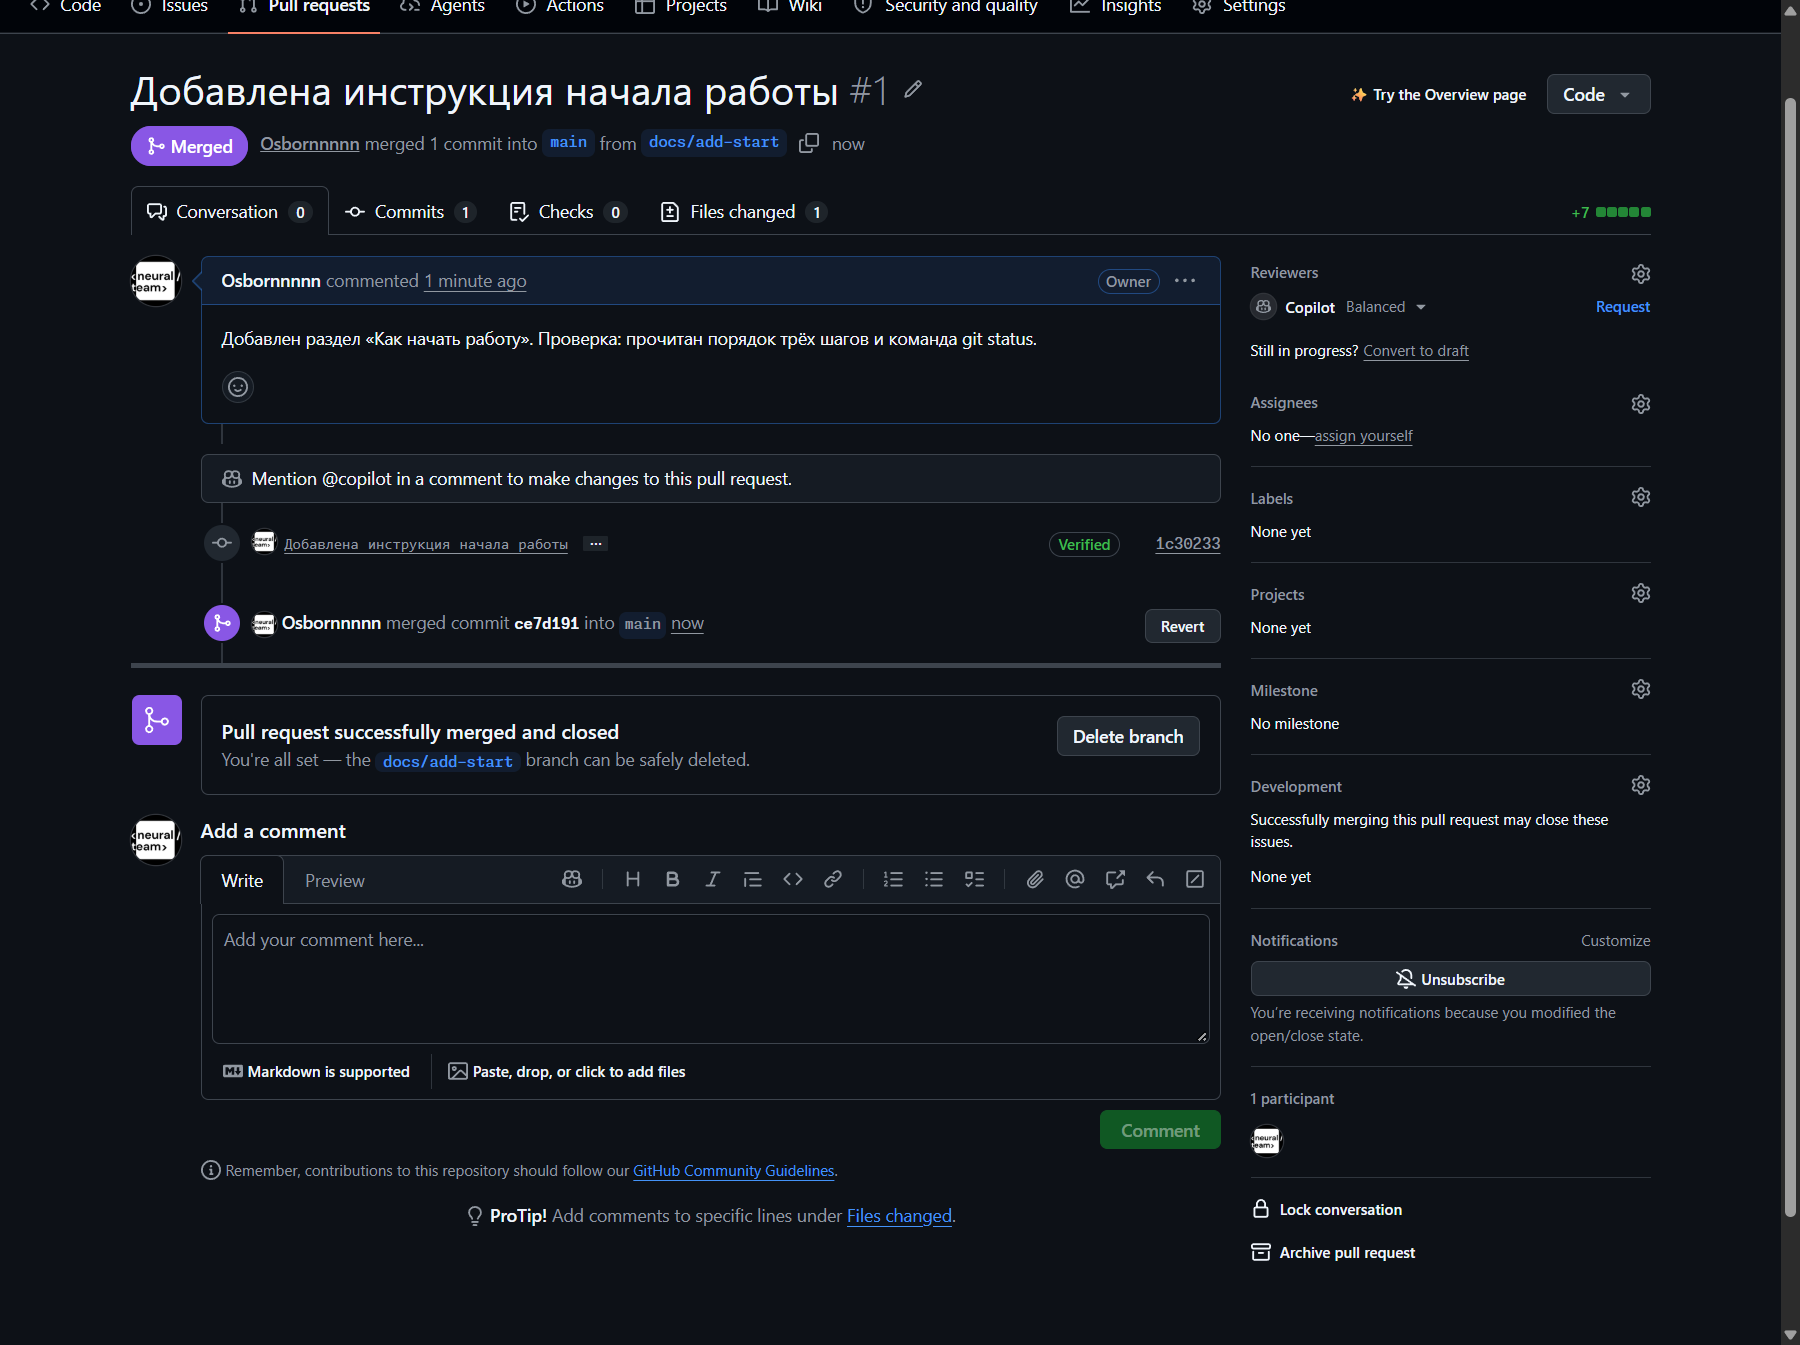 Code Issues Pull requests Agents Actions Projects Wiki Security and quality Insights Settings
Добавлена инструкция начала работы #1
Try the Overview page
Code
Merged Osbornnnnn merged 1 commit into main from docs/add-start now
Conversation 0 Commits 1 Checks 0 Files changed 1
+7
<neural/
team>
Osbornnnnn commented 1 minute ago
Owner
Добавлен раздел «Как начать работу». Проверка: прочитан порядок трёх шагов и команда git status.
Mention @copilot in a comment to make changes to this pull request.
Добавлена инструкция начала работы ...
Verified
1c30233
Osbornnnnn merged commit ce7d191 into main now
Revert
Pull request successfully merged and closed
You're all set — the docs/add-start branch can be safely deleted.
Delete branch
<neural/
team>
Add a comment
Write Preview
Add your comment here...
Markdown is supported
Paste, drop, or click to add files
Comment
Remember, contributions to this repository should follow our GitHub Community Guidelines.
ProTip! Add comments to specific lines under Files changed.
Reviewers
Copilot Balanced Request
Still in progress? Convert to draft
Assignees
No one—assign yourself
Labels
None yet
Projects
None yet
Milestone
No milestone
Development
Successfully merging this pull request may close these
issues.
None yet
Notifications Customize
Unsubscribe
You're receiving notifications because you modified the
open/close state.
1 participant
Lock conversation
Archive pull request